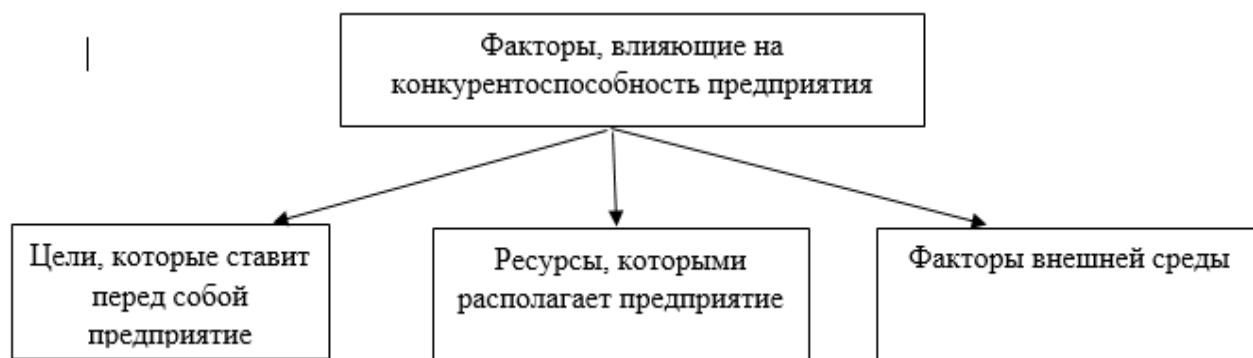 Факторы, влияющие на
конкурентоспособность предприятия
Цели, которые ставит
перед собой
предприятие
Ресурсы, которыми
располагает предприятие
Факторы внешней среды